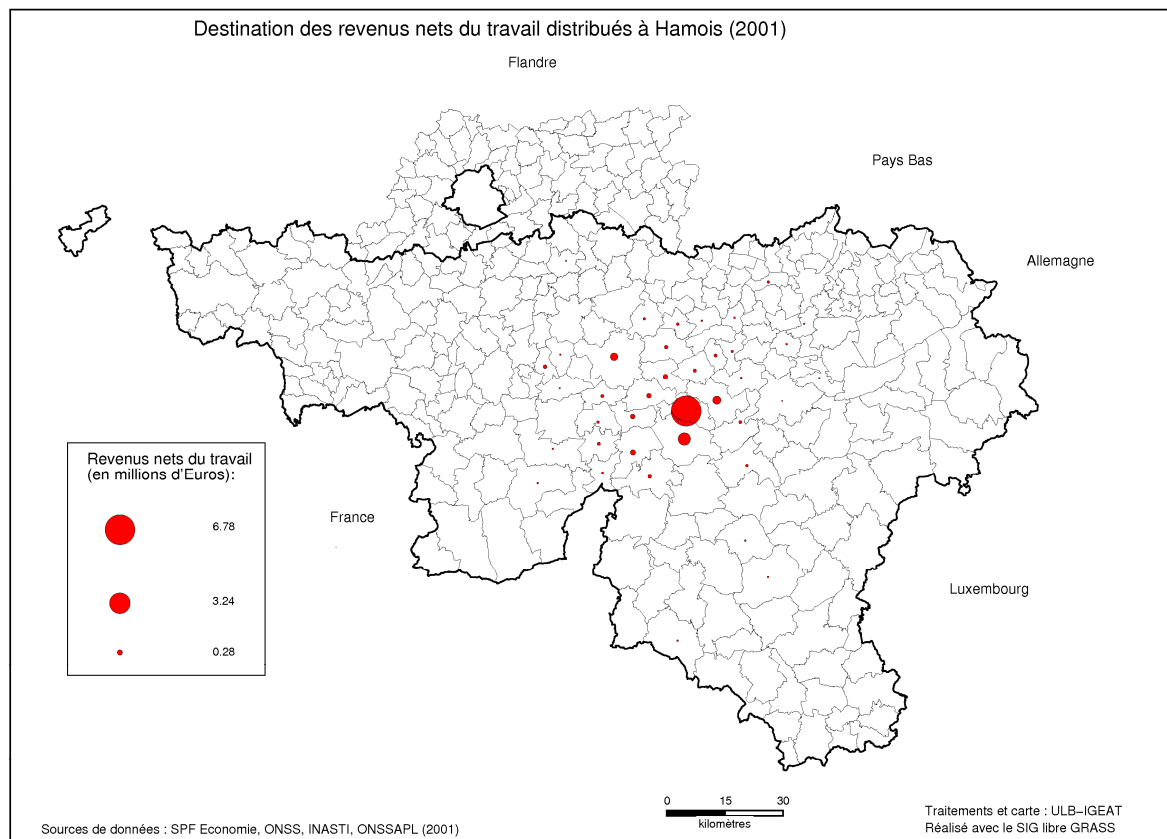 Destination des revenus nets du travail distribués à Hamois (2001)
Flandre
Pays Bas
Allemagne
Revenus nets du travail
(en millions d'Euros):
6.78
3.24
0.28
France
Luxembourg
0 15 30
kilomètres
Sources de données : SPF Economie, ONSS, INASTI, ONSSAPL (2001)
Traitements et carte : ULB-IGEAT
Réalisé avec le SIG libre GRASS